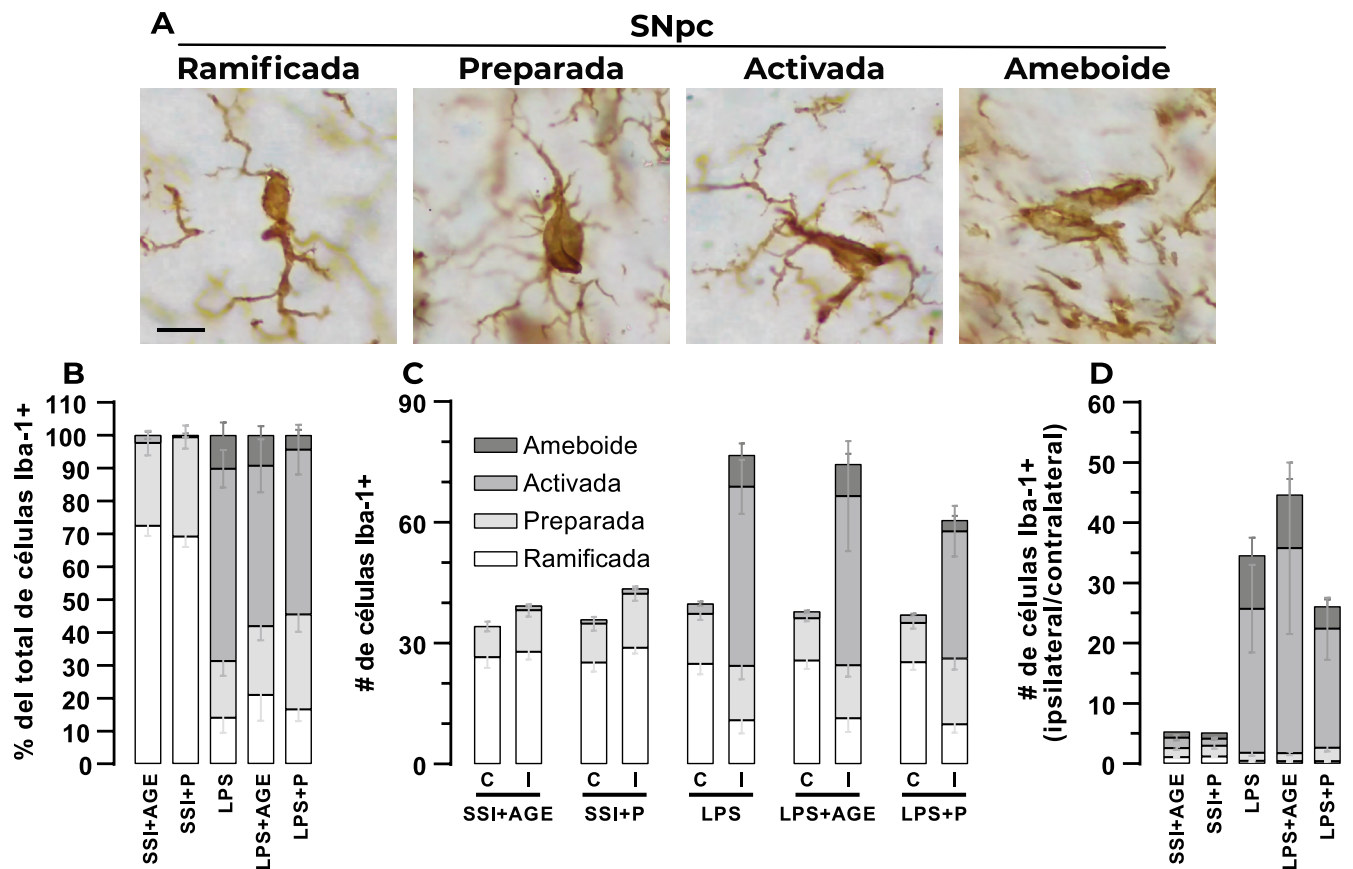 A
SNpc
Ramificada Preparada Activada Ameboide
B
% del total de células Iba-1+
110
100
90
80
70
60
50
40
30
20
10
0
SSI+AGE
SSI+P
LPS
LPS+AGE
LPS+P
C
# de células Iba-1+
90
60
30
0
Ameboide
Activada
Preparada
Ramificada
C I C I C I C I C I
SSI+AGE SSI+P LPS LPS+AGE LPS+P
D
# de células Iba-1+
(ipsilateral/contralateral)
60
50
40
30
20
10
0
SSI+AGE
SSI+P
LPS
LPS+AGE
LPS+P